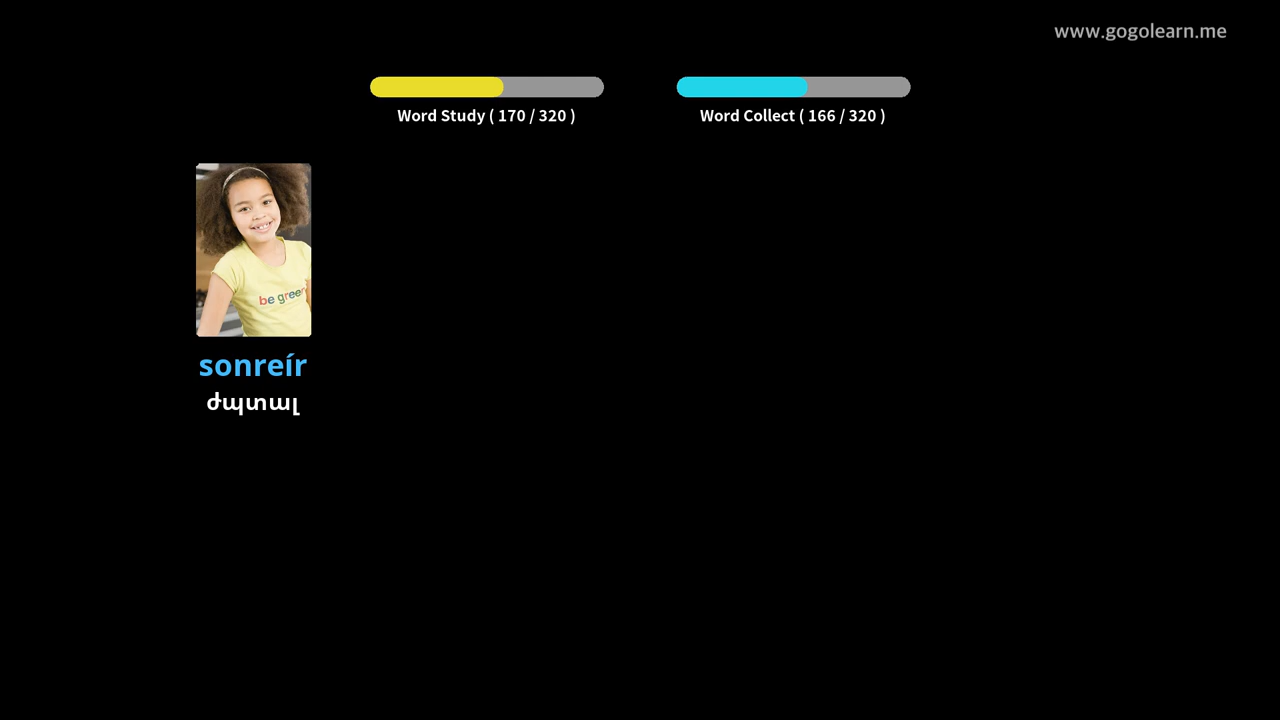 www.gogolearn.me
Word Study ( 170 / 320 )
Word Collect ( 166 / 320 )
be green
sonreír
ժպտալ